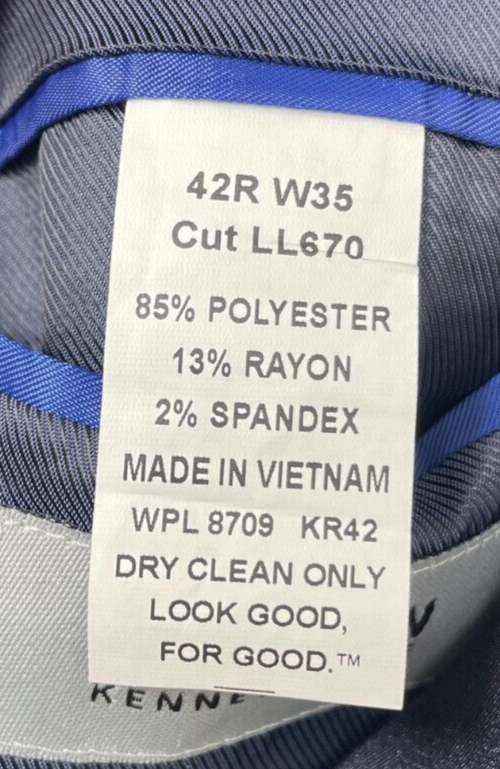 42R W35
Cut LL670
85% POLYESTER
13% RAYON
2% SPANDEX
MADE IN VIETNAM
WPL 8709 KR42
DRY CLEAN ONLY
LOOK GOOD,
FOR GOOD.™